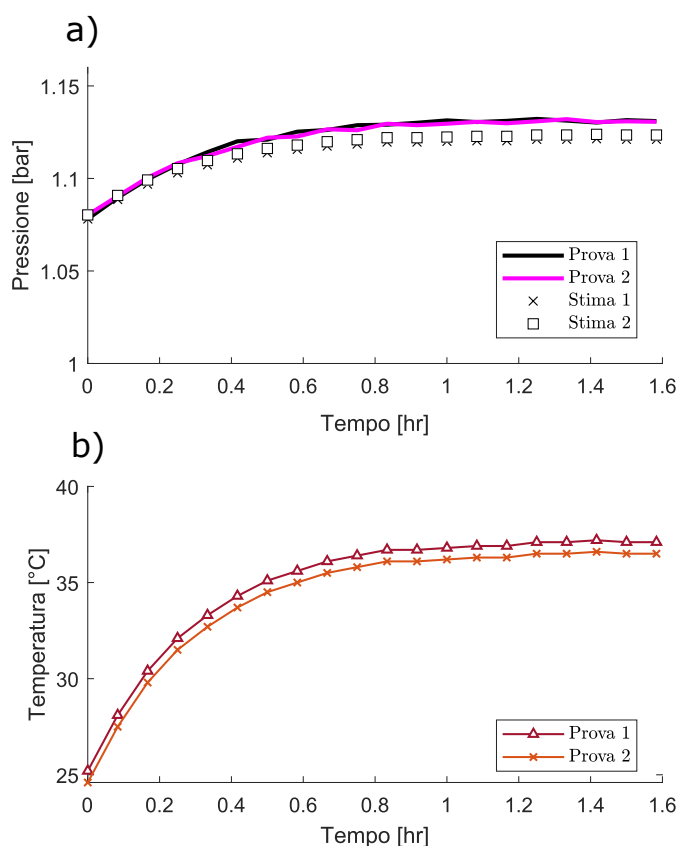 a)
1.15
1.1
1.05
1
Pressione [bar]
0 0.2 0.4 0.6 0.8 1 1.2 1.4 1.6
Tempo [hr]
Prova 1
Prova 2
Stima 1
Stima 2
b)
40
35
30
25
Temperatura [°C]
0 0.2 0.4 0.6 0.8 1 1.2 1.4 1.6
Tempo [hr]
Prova 1
Prova 2